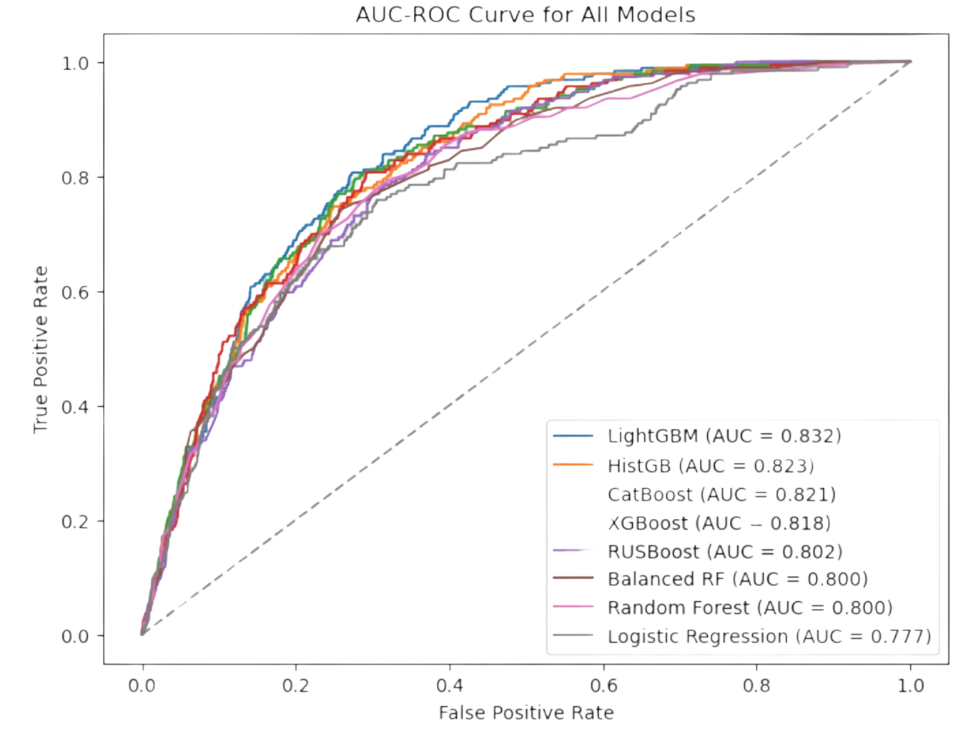 AUC-ROC Curve for All Models
True Positive Rate
1.0
0.8
0.6
0.4
0.2
0.0
LightGBM (AUC = 0.832)
HistGB (AUC = 0.823)
CatBoost (AUC = 0.821)
XGBoost (AUC – 0.818)
RUSBoost (AUC = 0.802)
Balanced RF (AUC = 0.800)
Random Forest (AUC = 0.800)
Logistic Regression (AUC = 0.777)
0.0 0.2 0.4 0.6 0.8 1.0
False Positive Rate